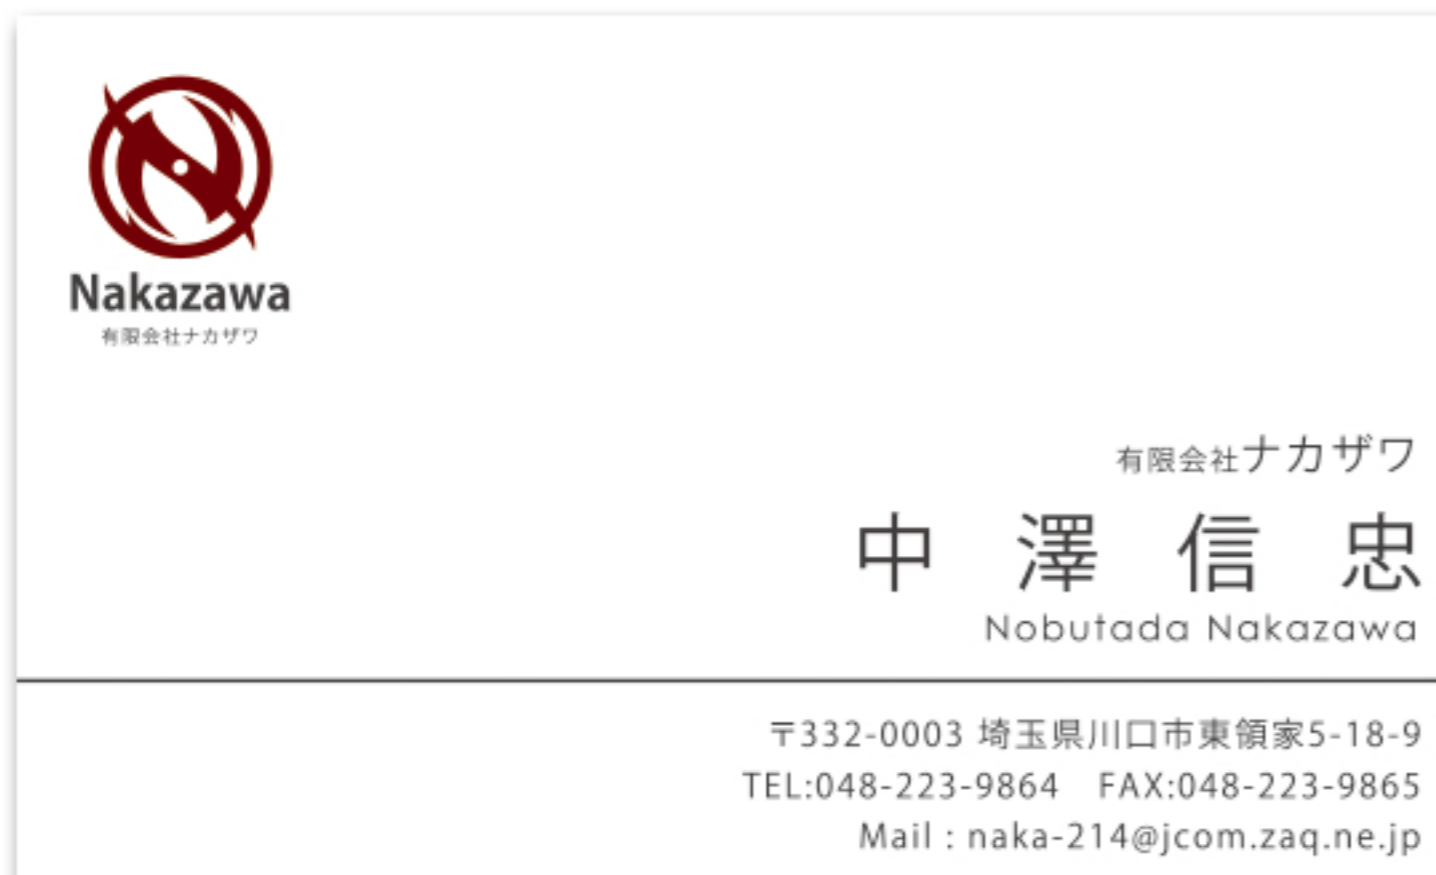 Nakazawa
有限会社ナカザワ
有限会社ナカザワ
中澤信忠
Nobutada Nakazawa
〒332-0003 埼玉県川口市東領家5-18-9
TEL:048-223-9864　FAX:048-223-9865
Mail : naka-214@jcom.zaq.ne.jp